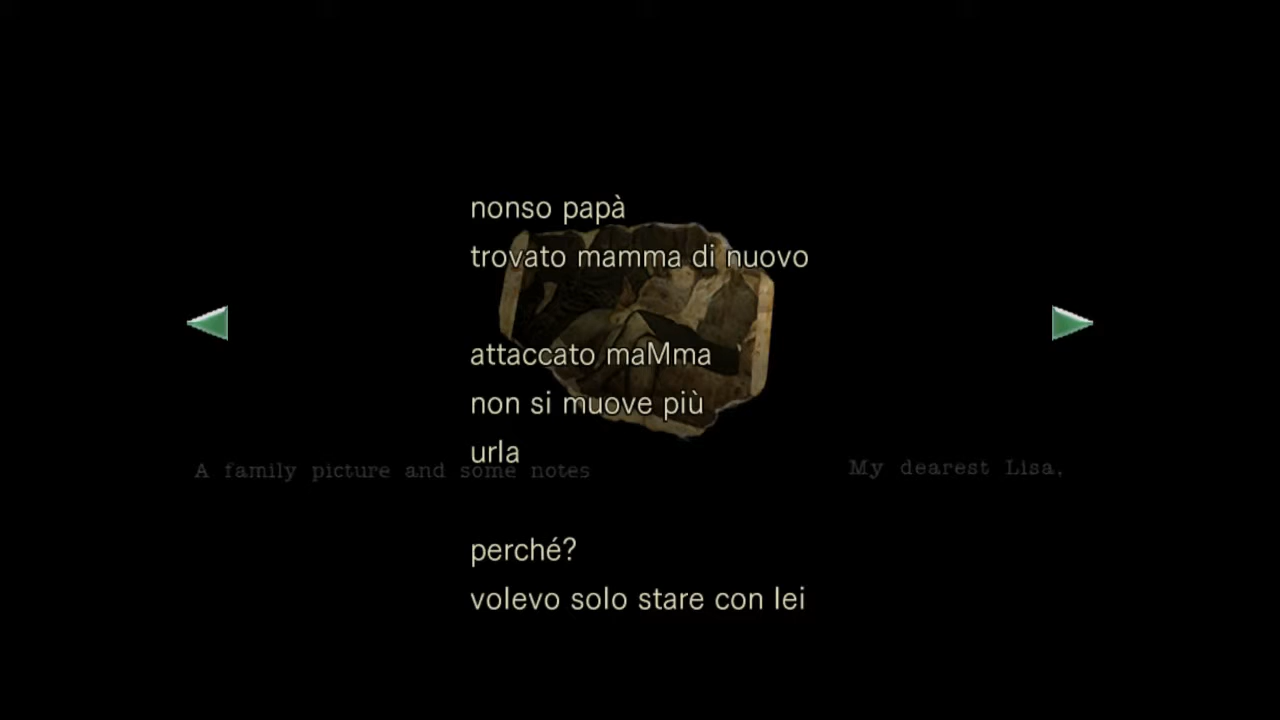 nonso papà
trovato mamma di nuovo
attaccato maMma
non si muove più
urla
A family picture and some notes
My dearest Lisa,
perché?
volevo solo stare con lei